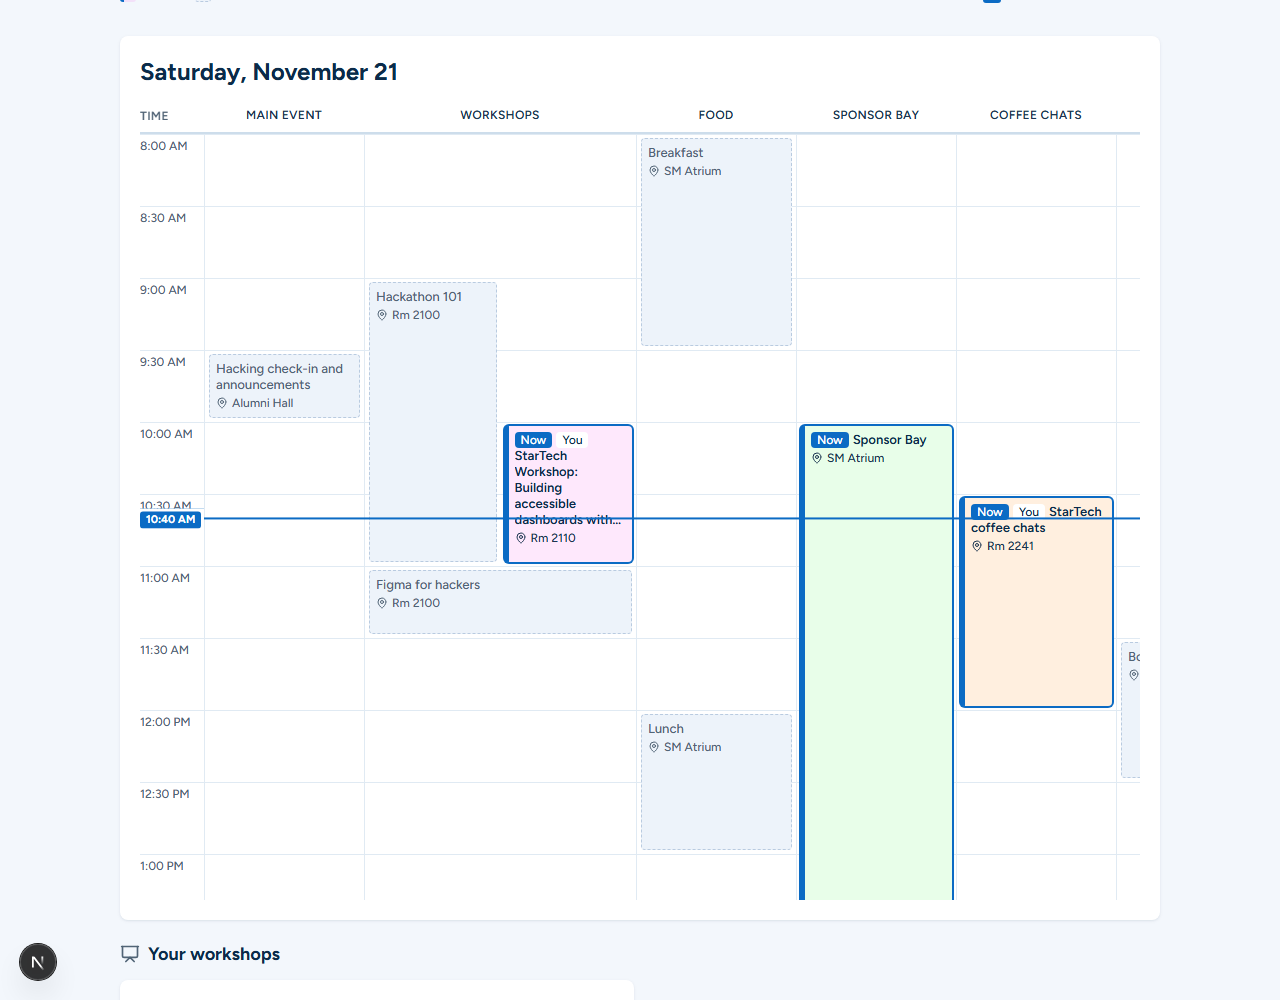 Saturday, November 21
TIME
MAIN EVENT
WORKSHOPS
FOOD
SPONSOR BAY
COFFEE CHATS
8:00 AM
Breakfast
SM Atrium
8:30 AM
9:00 AM
Hackathon 101
Rm 2100
9:30 AM
Hacking check-in and
announcements
Alumni Hall
10:00 AM
Now You
StarTech
Workshop:
Building
accessible
dashboards with...
Rm 2110
Now Sponsor Bay
SM Atrium
10:30 AM
10:40 AM
Now You StarTech
coffee chats
Rm 2241
11:00 AM
Figma for hackers
Rm 2100
11:30 AM
12:00 PM
Lunch
SM Atrium
12:30 PM
1:00 PM
Your workshops
N